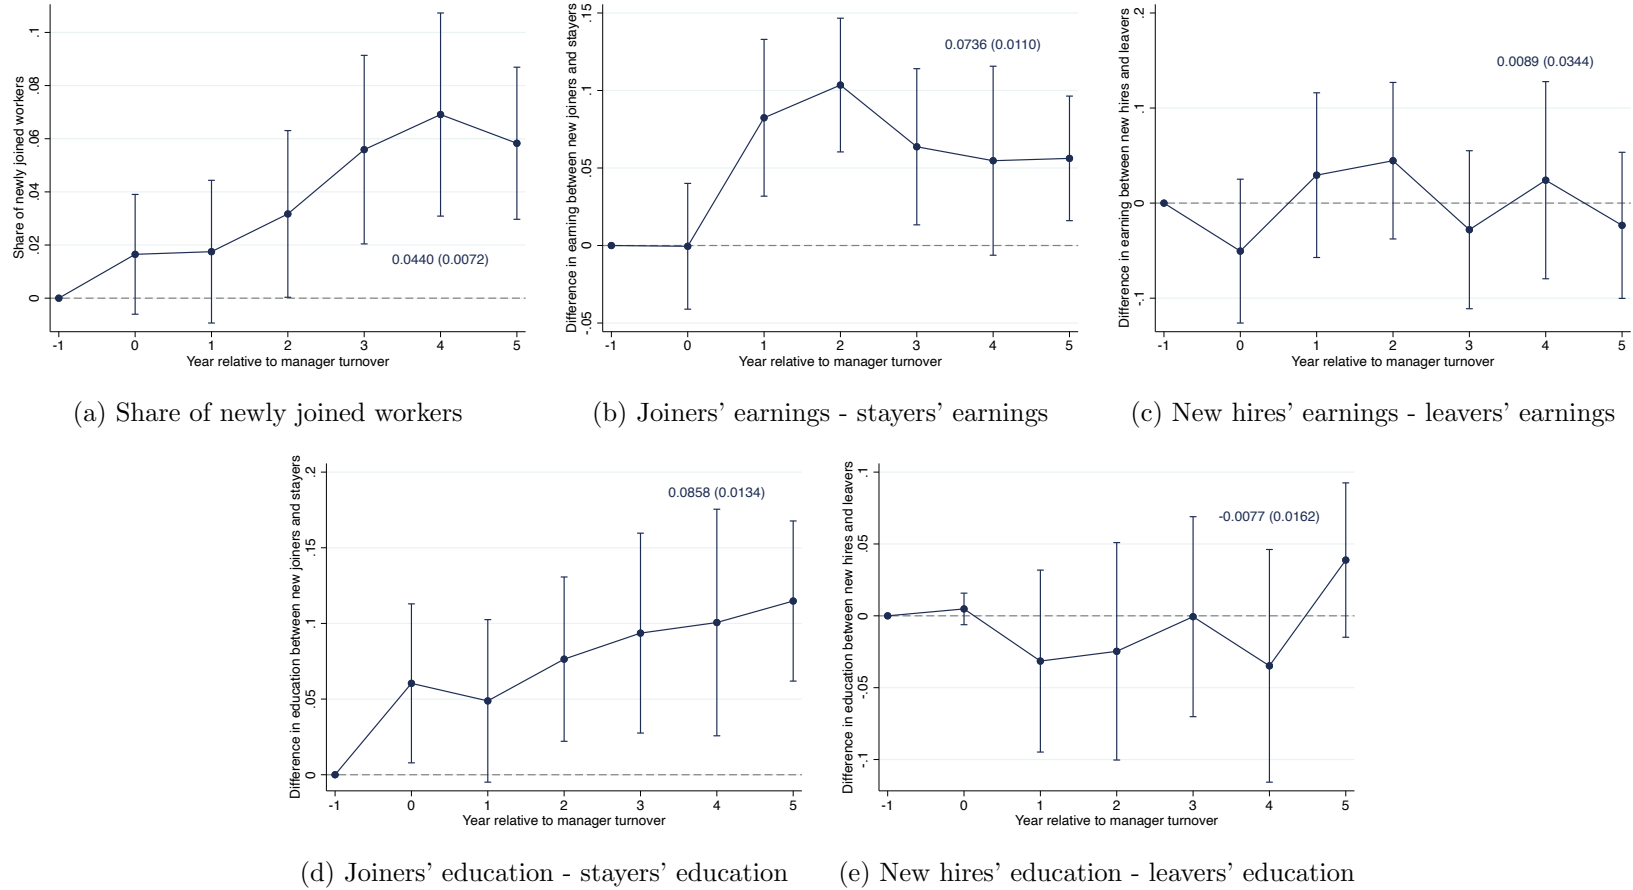 Share of newly joined workers
.1
.08
.06
.04
.02
0
0.0440 (0.0072)
-1 0 1 2 3 4 5
Year relative to manager turnover
(a) Share of newly joined workers
Difference in earning between new joiners and stayers
.15
.1
.05
0
-.05
0.0736 (0.0110)
-1 0 1 2 3 4 5
Year relative to manager turnover
(b) Joiners' earnings - stayers' earnings
Difference in earning between new hires and leavers
.2
.1
0
-.1
0.0089 (0.0344)
-1 0 1 2 3 4 5
Year relative to manager turnover
(c) New hires' earnings - leavers' earnings
Difference in education between new joiners and stayers
.2
.15
.1
.05
0
0.0858 (0.0134)
-1 0 1 2 3 4 5
Year relative to manager turnover
(d) Joiners' education - stayers' education
Difference in education between new hires and leavers
.1
.05
0
-.05
-.1
-0.0077 (0.0162)
-1 0 1 2 3 4 5
Year relative to manager turnover
(e) New hires' education - leavers' education